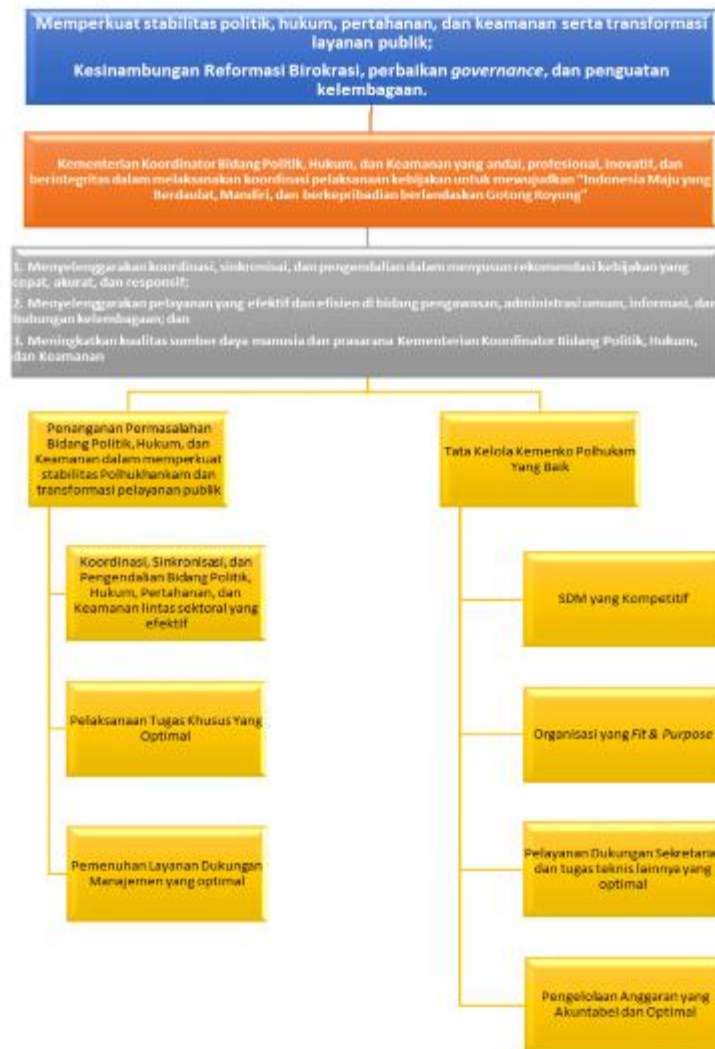 Memperkuat stabilitas politik, hukum, pertahanan, dan keamanan serta transformasi
layanan publik;
Kesinambungan Reformasi Birokrasi, perbaikan governance, dan penguatan
kelembagaan.
Kementerian Koordinator Bidang Politik, Hukum, dan Keamanan yang andal, profesional, inovatif, dan
berintegritas dalam melaksanakan koordinasi pelaksanaan kebijakan untuk mewujudkan "Indonesia Maju yang
Berdaulat, Mandiri, dan berkepribadian berlandaskan Gotong Royong"
1. Menyelenggarakan koordinasi, sinkronisai, dan pengendalian dalam menyusun rekomendasi kebijakan yang
cepat, akurat, dan responsif;
2. Menyelenggarakan pelayanan yang efektif dan efisien di bidang pengawasan, administrasi umum, informasi, dan
hubungan kelembagaan; dan
3. Meningkatkan kualitas sumber daya manusia dan prasarana Kementerian Koordinator Bidang Politik, Hukum,
dan Keamanan
Penanganan Permasalahan
Bidang Politik, Hukum, dan
Keamanan dalam memperkuat
stabilitas Polhukhankam dan
transformasi pelayanan publik
Koordinasi, Sinkronisasi, dan
Pengendalian Bidang Politik,
Hukum, Pertahanan, dan
Keamanan lintas sektoral yang
efektif
Pelaksanaan Tugas Khusus Yang
Optimal
Pemenuhan Layanan Dukungan
Manajemen yang optimal
Tata Kelola Kemenko Polhukam
Yang Baik
SDM yang Kompetitif
Organisasi yang Fit & Purpose
Pelayanan Dukungan Sekretaria
dan tugas teknis lainnya yang
optimal
Pengelolaan Anggaran yang
Akuntabel dan Optimal